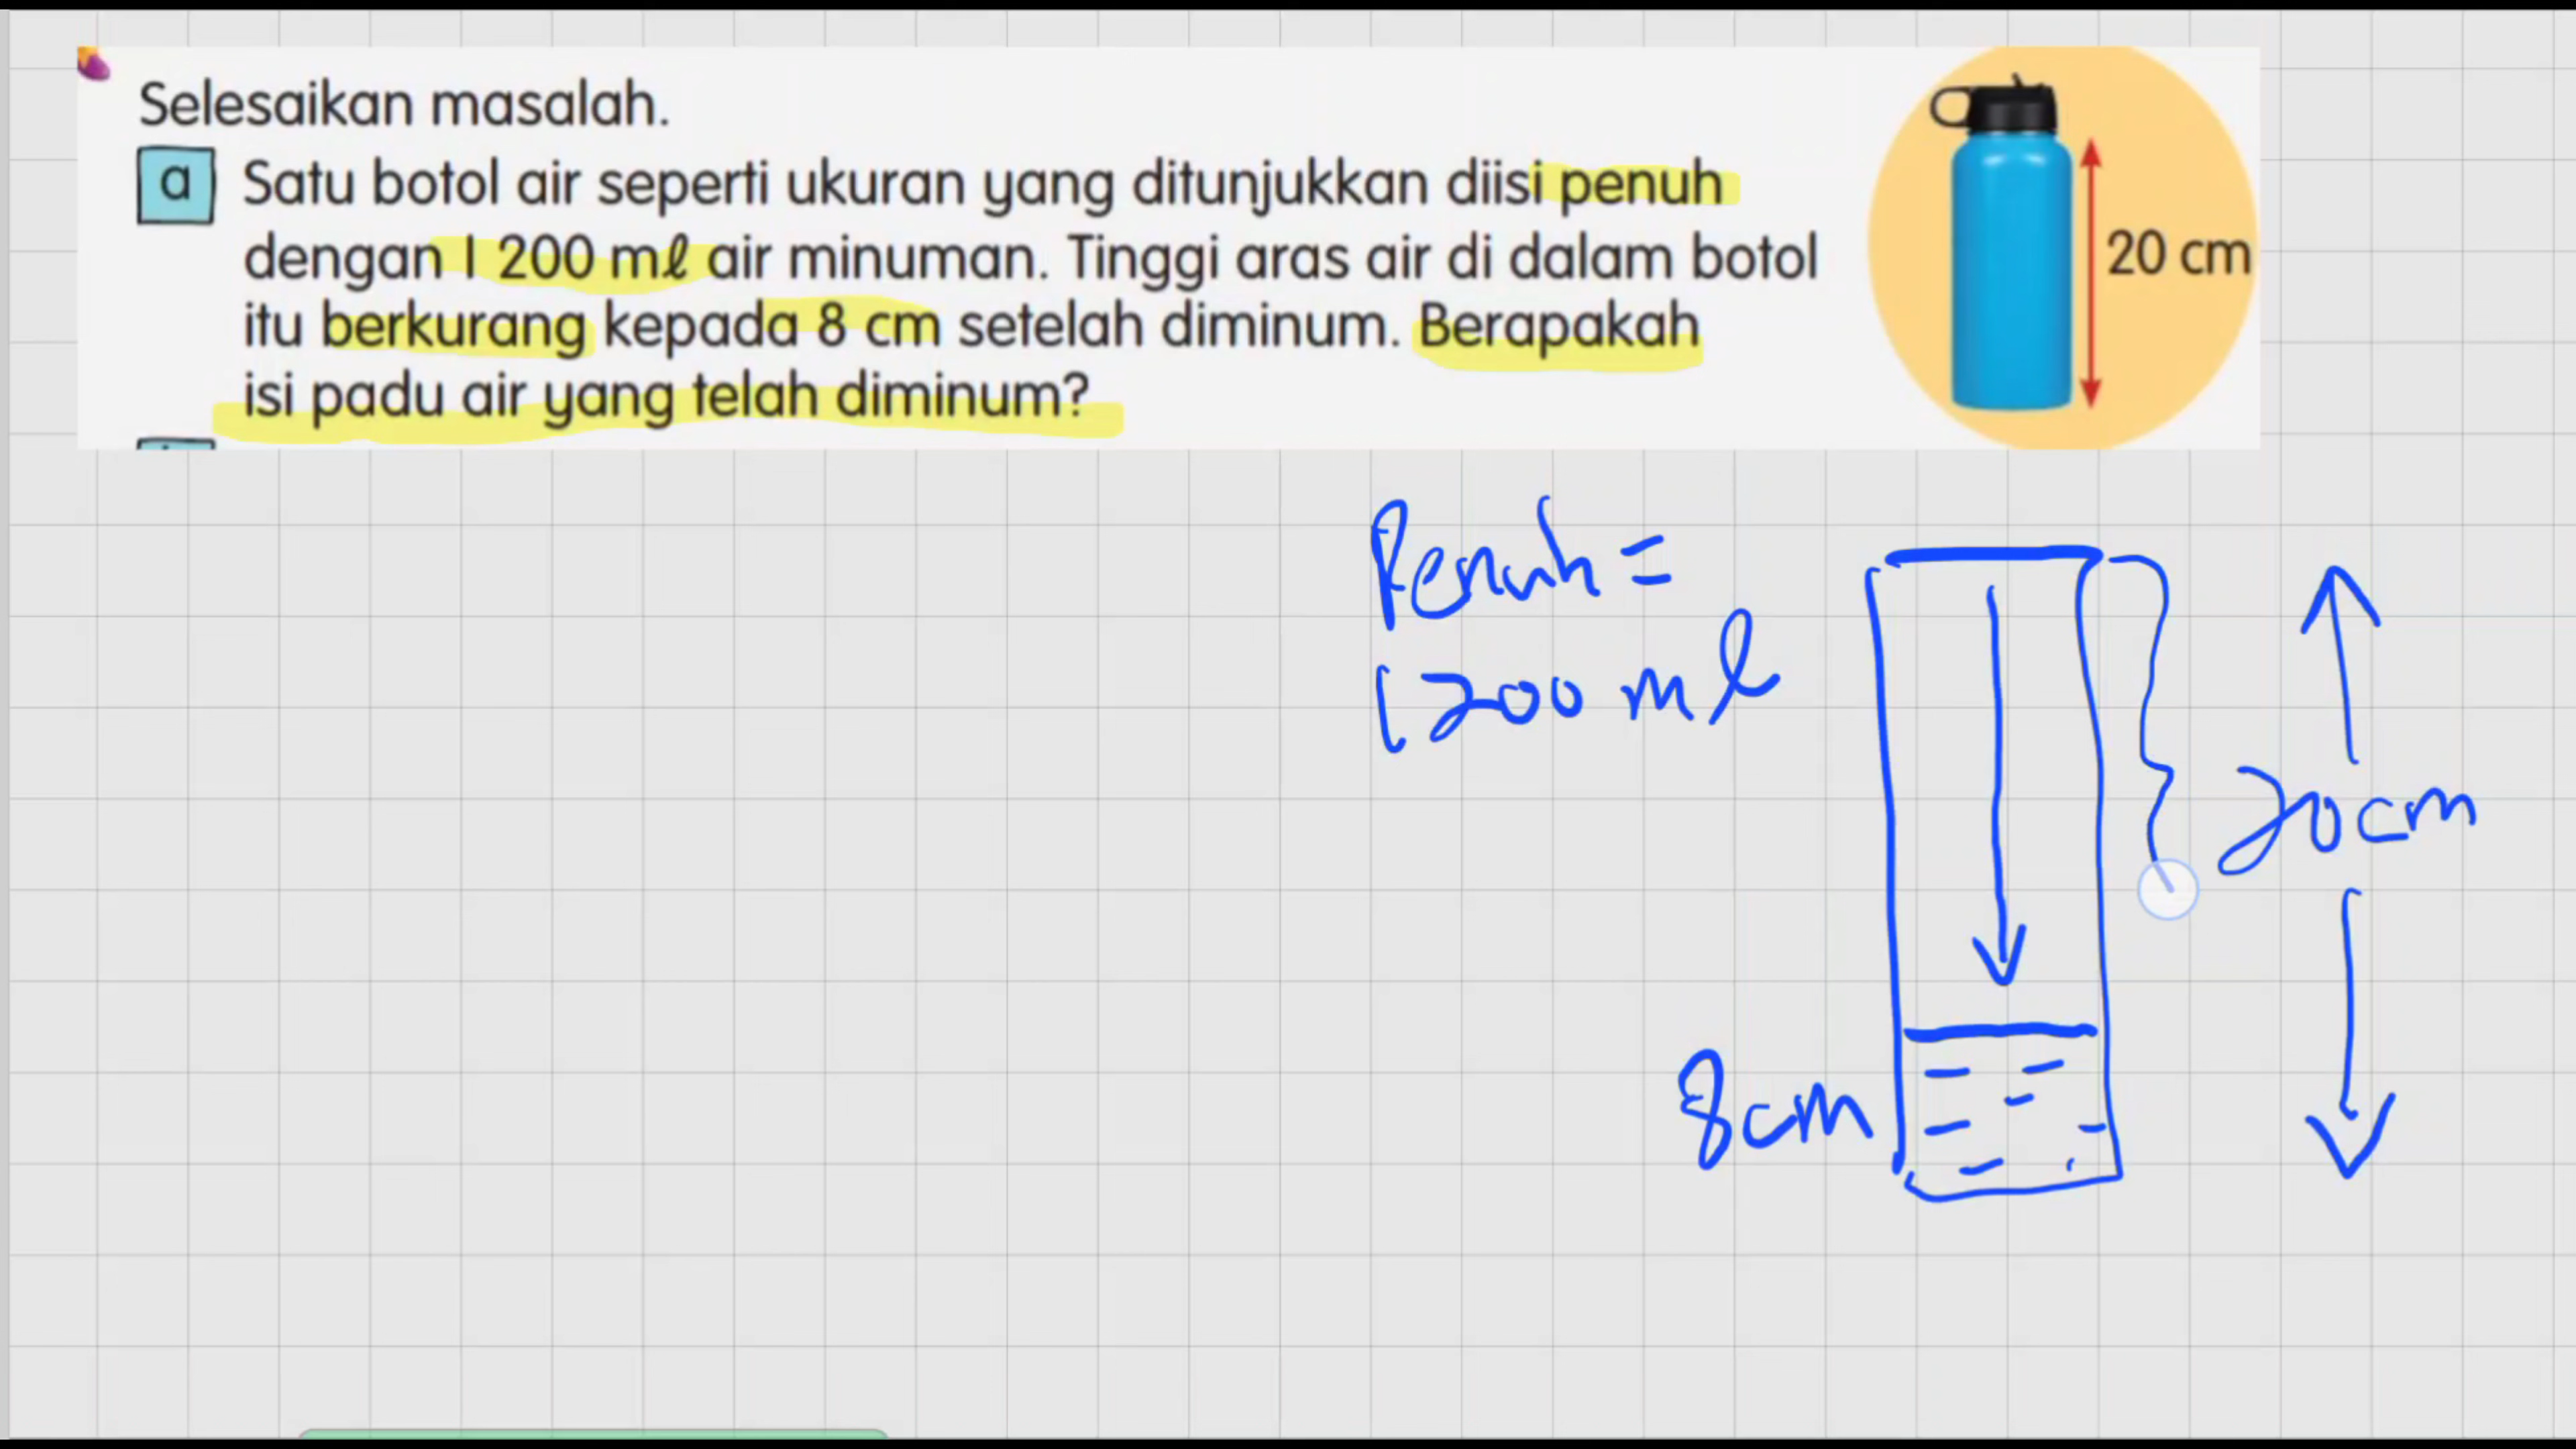 Selesaikan masalah.
a Satu botol air seperti ukuran yang ditunjukkan diisi penuh
dengan 1 200 mℓ air minuman. Tinggi aras air di dalam botol
itu berkurang kepada 8 cm setelah diminum. Berapakah
isi padu air yang telah diminum?
20 cm
Penuh =
1200 mℓ
20cm
8cm